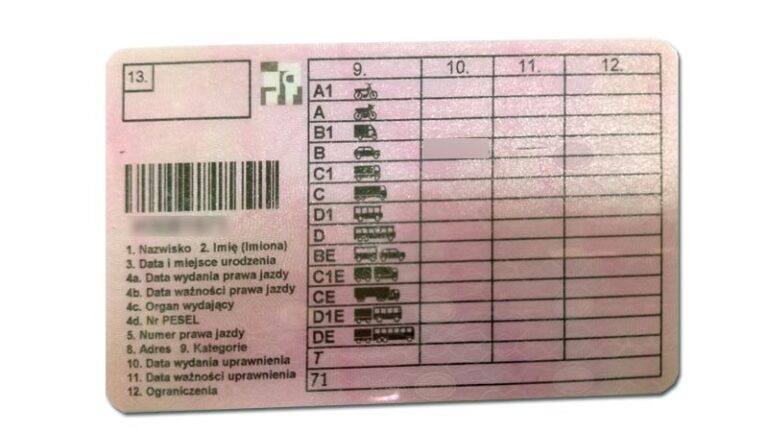 13.
1. Nazwisko 2. Imię (Imiona)
3. Data i miejsce urodzenia
4a. Data wydania prawa jazdy
4b. Data ważności prawa jazdy
4c. Organ wydający
4d. Nr PESEL
5. Numer prawa jazdy
8. Adres 9. Kategorie
10. Data wydania uprawnienia
11. Data ważności uprawnienia
12. Ograniczenia
9. 10. 11. 12.
A1
A
B1
B
C1
C
D1
D
BE
C1E
CE
D1E
DE
T
71